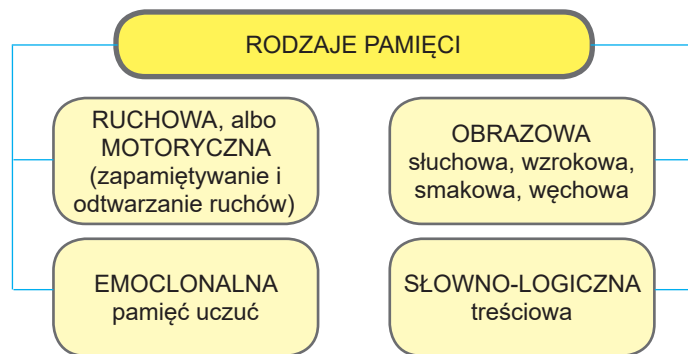 RODZAJE PAMIĘCI
RUCHOWA, albo
MOTORYCZNA
(zapamiętywanie i
odtwarzanie ruchów)
OBRAZOWA
słuchowa, wzrokowa,
smakowa, węchowa
EMOCLONALNA
pamięć uczuć
SŁOWNO-LOGICZNA
treściowa